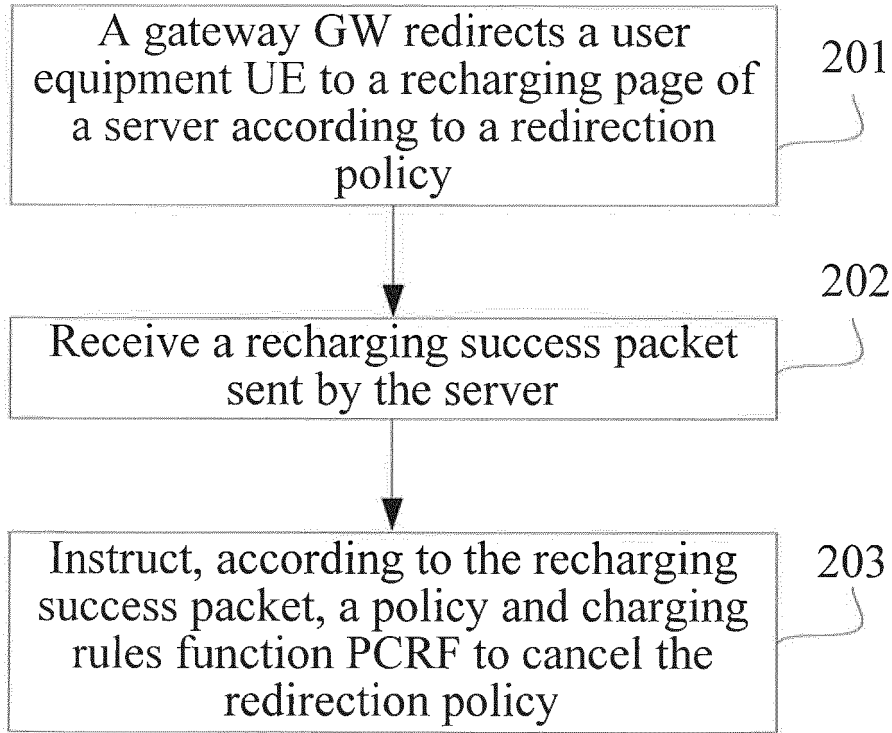 A gateway GW redirects a user
equipment UE to a recharging page of
a server according to a redirection
policy
201
202
Receive a recharging success packet
sent by the server
Instruct, according to the recharging
success packet, a policy and charging
rules function PCRF to cancel the
redirection policy
203